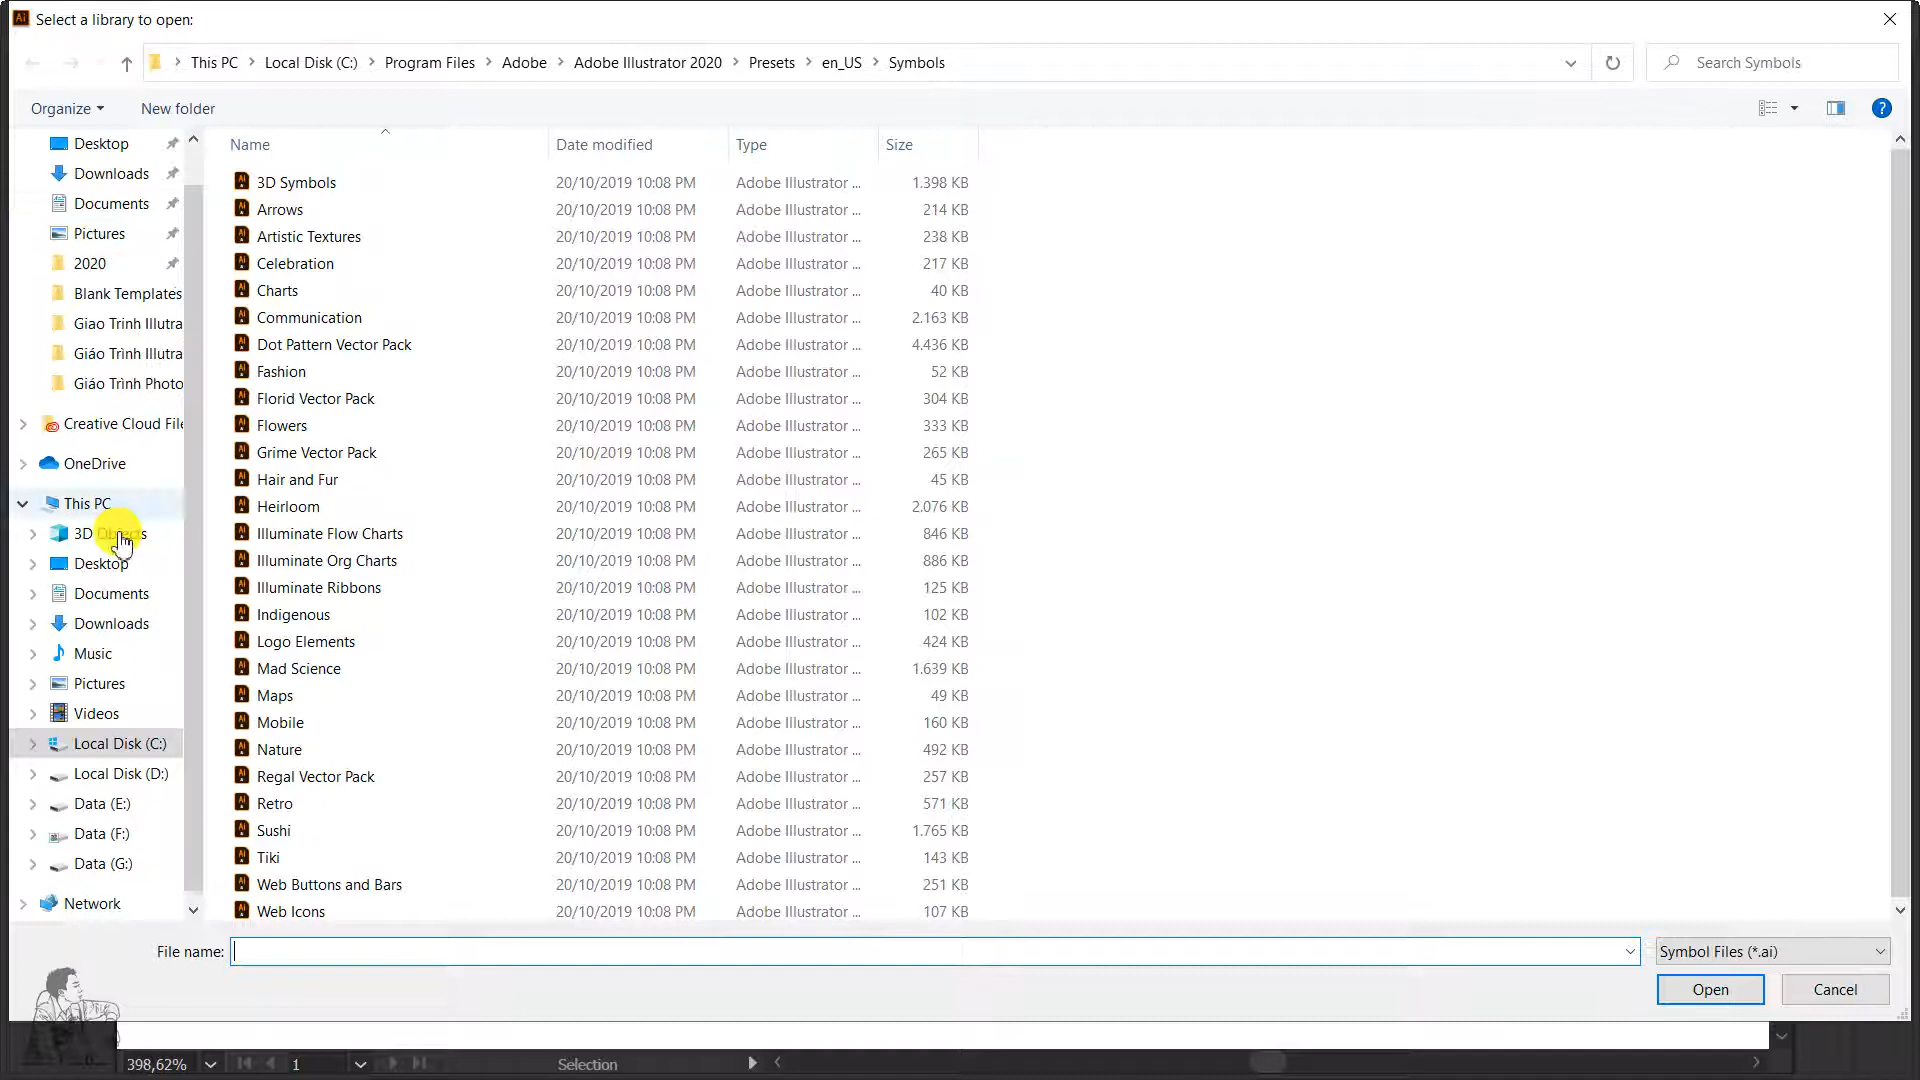 Ai Select a library to open:
This PC > Local Disk (C:) > Program Files > Adobe > Adobe Illustrator 2020 > Presets > en_US > Symbols
Search Symbols
Organize
New folder
?
Desktop
Downloads
Documents
Pictures
2020
Blank Templates
Giao Trinh Illutra
Giáo Trình Illutra
Giáo Trình Photo
Creative Cloud File
OneDrive
This PC
3D Objects
Desktop
Documents
Downloads
Music
Pictures
Videos
Local Disk (C:)
Local Disk (D:)
Data (E:)
Data (F:)
Data (G:)
Network
Name Date modified Type Size
3D Symbols 20/10/2019 10:08 PM Adobe Illustrator ... 1.398 KB
Arrows 20/10/2019 10:08 PM Adobe Illustrator ... 214 KB
Artistic Textures 20/10/2019 10:08 PM Adobe Illustrator ... 238 KB
Celebration 20/10/2019 10:08 PM Adobe Illustrator ... 217 KB
Charts 20/10/2019 10:08 PM Adobe Illustrator ... 40 KB
Communication 20/10/2019 10:08 PM Adobe Illustrator ... 2.163 KB
Dot Pattern Vector Pack 20/10/2019 10:08 PM Adobe Illustrator ... 4.436 KB
Fashion 20/10/2019 10:08 PM Adobe Illustrator ... 52 KB
Florid Vector Pack 20/10/2019 10:08 PM Adobe Illustrator ... 304 KB
Flowers 20/10/2019 10:08 PM Adobe Illustrator ... 333 KB
Grime Vector Pack 20/10/2019 10:08 PM Adobe Illustrator ... 265 KB
Hair and Fur 20/10/2019 10:08 PM Adobe Illustrator ... 45 KB
Heirloom 20/10/2019 10:08 PM Adobe Illustrator ... 2.076 KB
Illuminate Flow Charts 20/10/2019 10:08 PM Adobe Illustrator ... 846 KB
Illuminate Org Charts 20/10/2019 10:08 PM Adobe Illustrator ... 886 KB
Illuminate Ribbons 20/10/2019 10:08 PM Adobe Illustrator ... 125 KB
Indigenous 20/10/2019 10:08 PM Adobe Illustrator ... 102 KB
Logo Elements 20/10/2019 10:08 PM Adobe Illustrator ... 424 KB
Mad Science 20/10/2019 10:08 PM Adobe Illustrator ... 1.639 KB
Maps 20/10/2019 10:08 PM Adobe Illustrator ... 49 KB
Mobile 20/10/2019 10:08 PM Adobe Illustrator ... 160 KB
Nature 20/10/2019 10:08 PM Adobe Illustrator ... 492 KB
Regal Vector Pack 20/10/2019 10:08 PM Adobe Illustrator ... 257 KB
Retro 20/10/2019 10:08 PM Adobe Illustrator ... 571 KB
Sushi 20/10/2019 10:08 PM Adobe Illustrator ... 1.765 KB
Tiki 20/10/2019 10:08 PM Adobe Illustrator ... 143 KB
Web Buttons and Bars 20/10/2019 10:08 PM Adobe Illustrator ... 251 KB
Web Icons 20/10/2019 10:08 PM Adobe Illustrator ... 107 KB
File name:
Symbol Files (*.ai)
Open
Cancel
398,62%
1
Selection